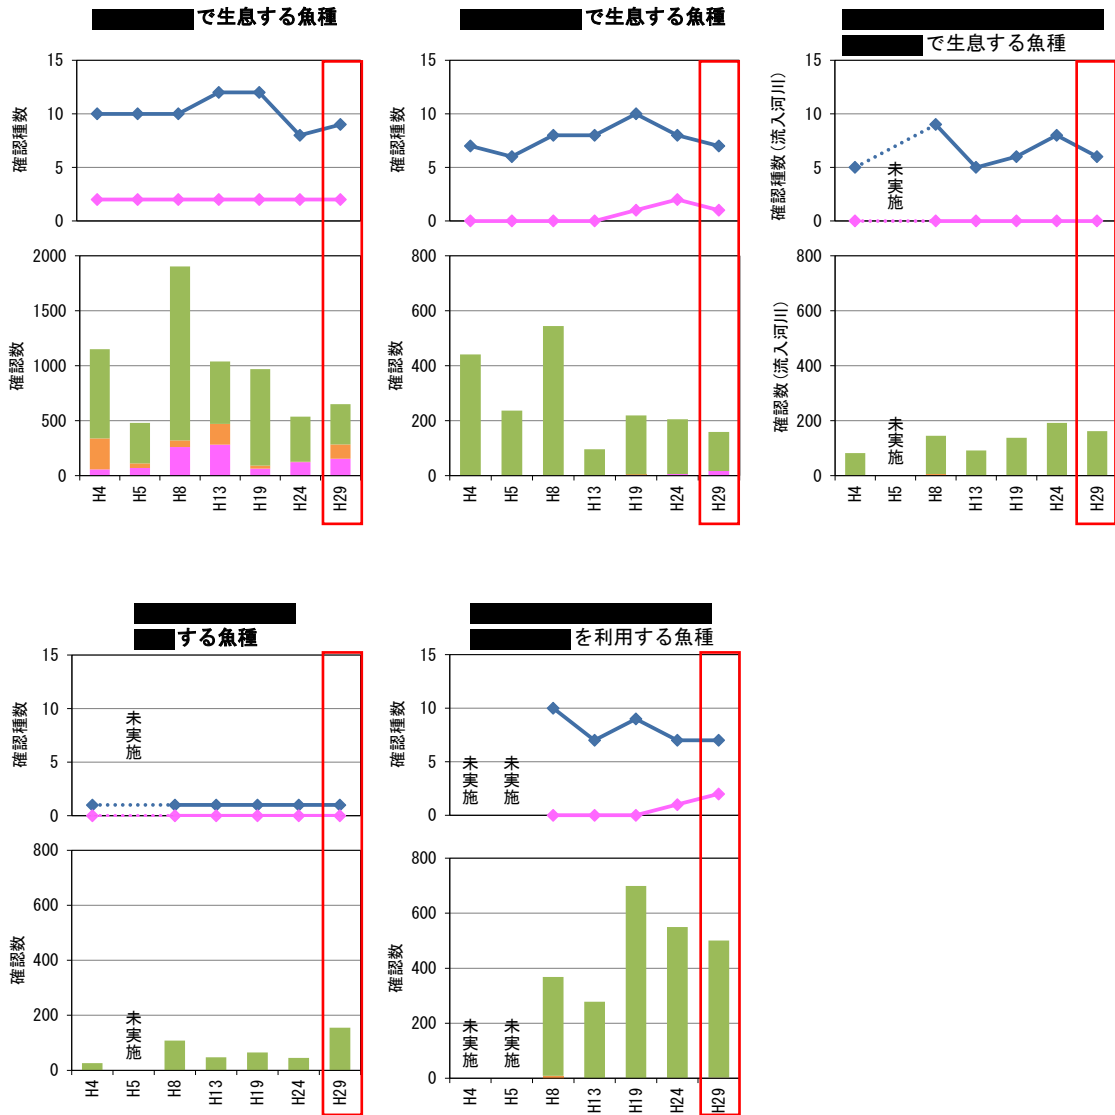 で生息する魚種
15
10
5
0
確認種数
2000
1500
1000
500
0
確認数
H4
H5
H8
H13
H19
H24
H29
で生息する魚種
15
10
5
0
確認種数
800
600
400
200
0
確認数
H4
H5
H8
H13
H19
H24
H29
で生息する魚種
15
10
5
0
確認種数(流入河川)
未実施
800
600
400
200
0
確認数(流入河川)
未実施
H4
H5
H8
H13
H19
H24
H29
する魚種
15
10
5
0
確認種数
未実施
800
600
400
200
0
確認数
未実施
H4
H5
H8
H13
H19
H24
H29
を利用する魚種
15
10
5
0
確認種数
未実施
未実施
800
600
400
200
0
確認数
未実施
未実施
H4
H5
H8
H13
H19
H24
H29